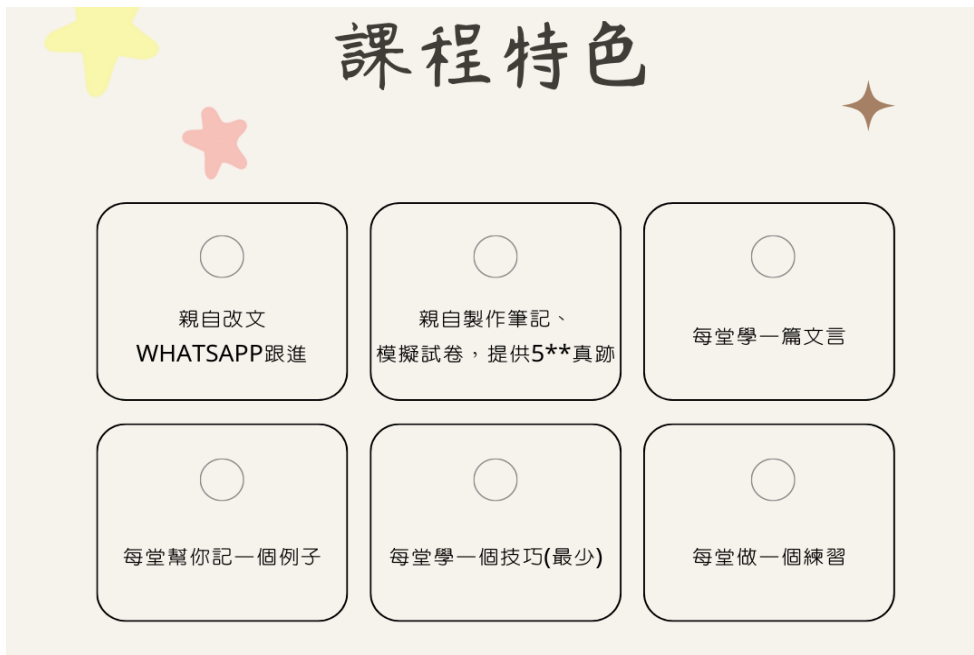 課程特色
親自改文
WHATSAPP跟進
親自製作筆記、
模擬試卷，提供5**真跡
每堂學一篇文言
每堂幫你記一個例子
每堂學一個技巧(最少)
每堂做一個練習